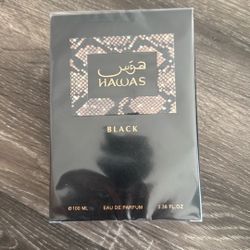 هوس
HAWAS
BLACK
℮100 ML EAU DE PARFUM 3.38 FL.OZ